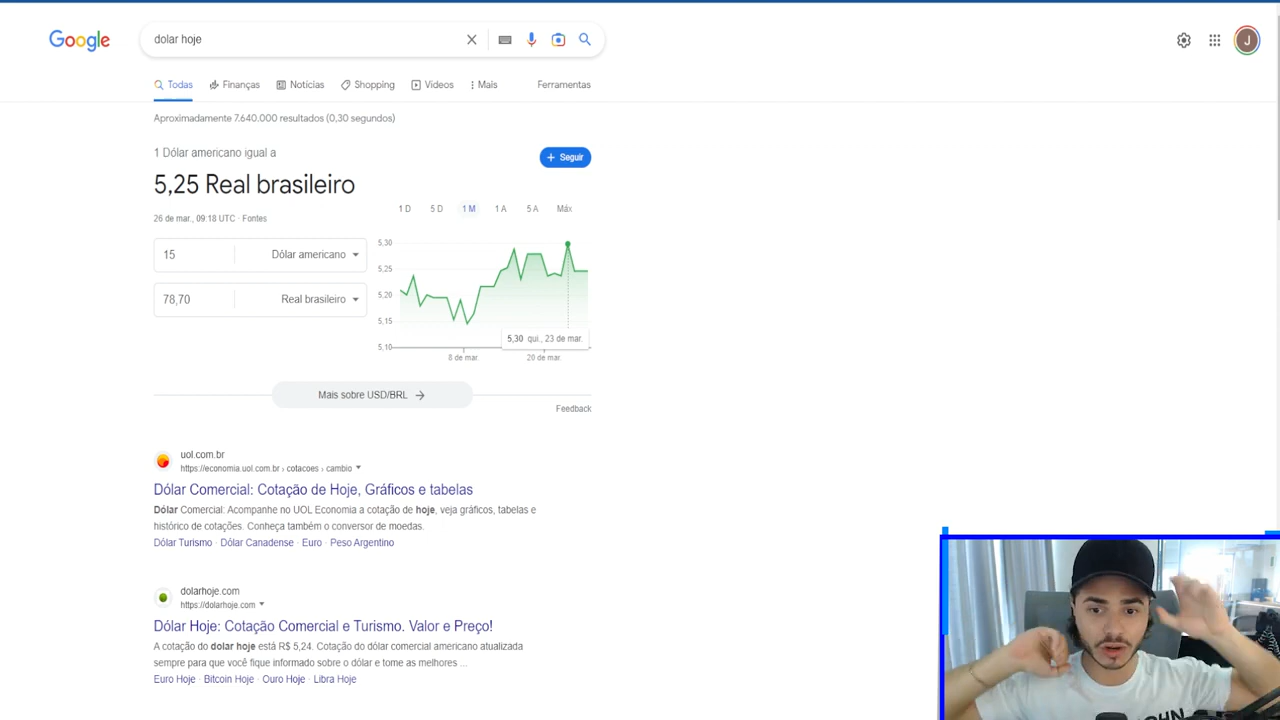 Google
dolar hoje
J
Todas
Finanças
Notícias
Shopping
Vídeos
Mais
Ferramentas
Aproximadamente 7.640.000 resultados (0,30 segundos)
1 Dólar americano igual a
5,25 Real brasileiro
26 de mar., 09:18 UTC · Fontes
+ Seguir
15
Dólar americano
78,70
Real brasileiro
1 D
5 D
1 M
1 A
5 A
Máx
5,30
5,25
5,20
5,15
5,10
5,30 qui., 23 de mar.
8 de mar.
20 de mar.
Mais sobre USD/BRL →
Feedback
uol.com.br
https://economia.uol.com.br › cotacoes › cambio
Dólar Comercial: Cotação de Hoje, Gráficos e tabelas
Dólar Comercial: Acompanhe no UOL Economia a cotação de hoje, veja gráficos, tabelas e
histórico de cotações. Conheça também o conversor de moedas.
Dólar Turismo · Dólar Canadense · Euro · Peso Argentino
dolarhoje.com
https://dolarhoje.com
Dólar Hoje: Cotação Comercial e Turismo. Valor e Preço!
A cotação do dolar hoje está R$ 5,24. Cotação do dólar comercial americano atualizada
sempre para que você fique informado sobre o dólar e tome as melhores ...
Euro Hoje · Bitcoin Hoje · Ouro Hoje · Libra Hoje